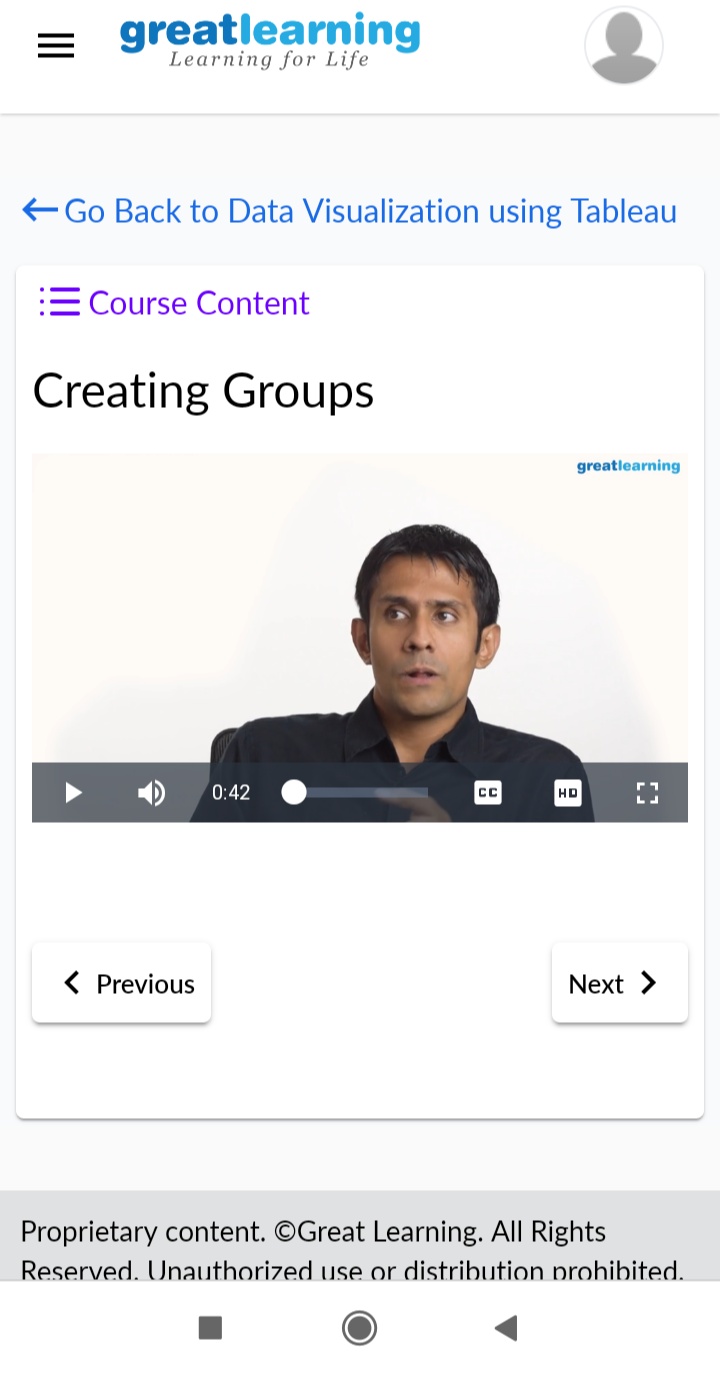 greatlearning
Learning for Life
Go Back to Data Visualization using Tableau
Course Content
Creating Groups
greatlearning
0:42
CC
HD
Previous
Next
Proprietary content. ©Great Learning. All Rights
Reserved. Unauthorized use or distribution prohibited.